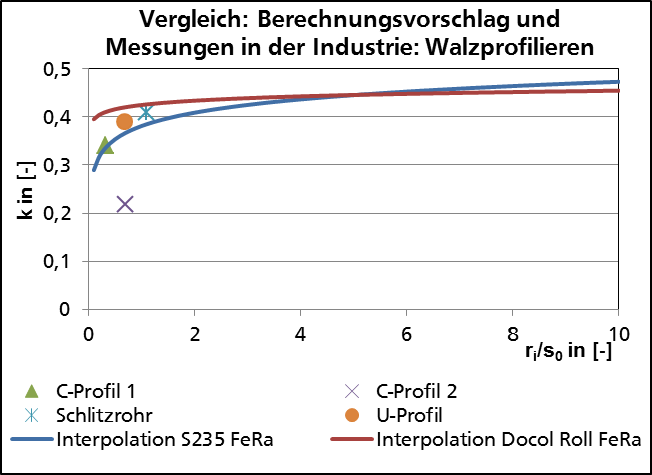 Vergleich: Berechnungsvorschlag und
Messungen in der Industrie: Walzprofilieren
0,5
0,4
0,3
0,2
0,1
0
k in [-]
0 2 4 6 8 10
rᵢ/s₀ in [-]
C-Profil 1 C-Profil 2
Schlitzrohr U-Profil
Interpolation S235 FeRa Interpolation Docol Roll FeRa